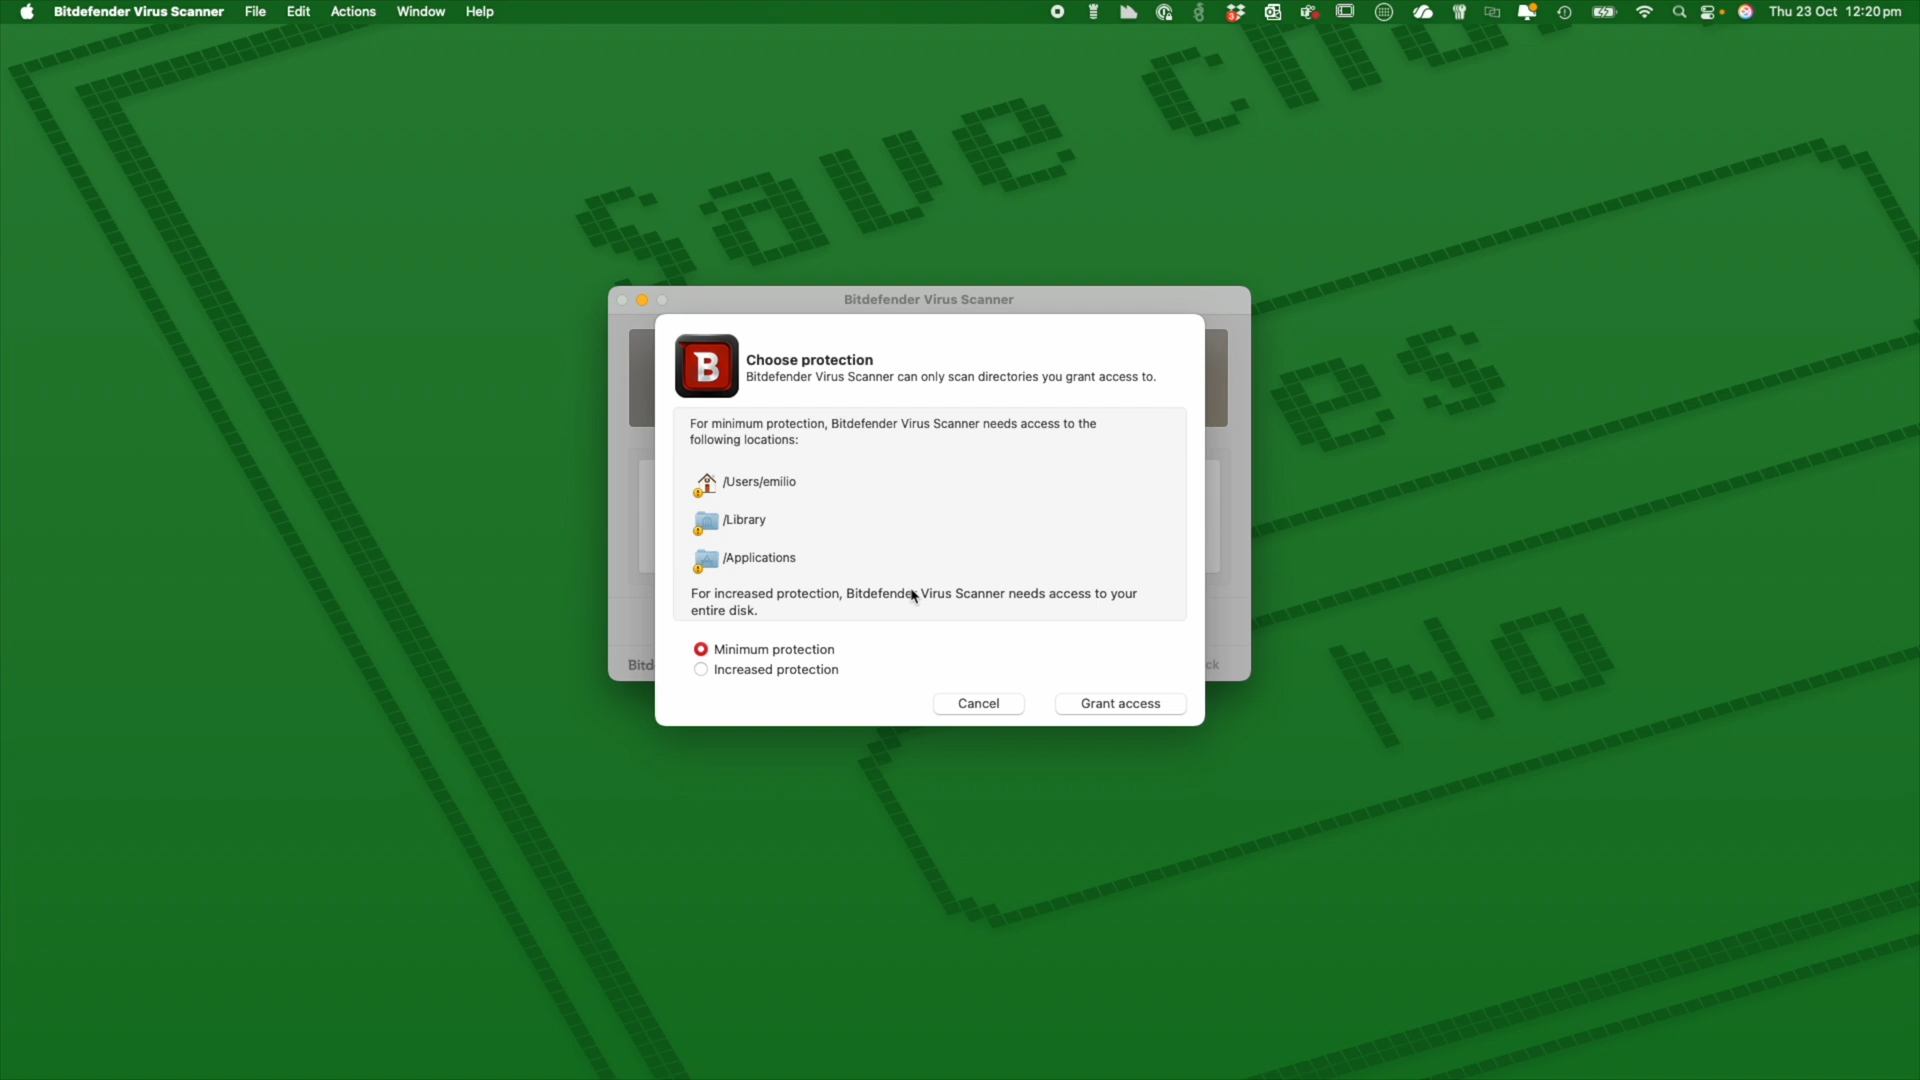 Bitdefender Virus Scanner File Edit Actions Window Help Thu 23 Oct 12:20 pm
Save Cha
es
No
Bitdefender Virus Scanner
B
Choose protection
Bitdefender Virus Scanner can only scan directories you grant access to.
For minimum protection, Bitdefender Virus Scanner needs access to the
following locations:
/Users/emilio
/Library
/Applications
For increased protection, Bitdefender Virus Scanner needs access to your
entire disk.
Minimum protection
Increased protection
Bitd
ck
Cancel Grant access